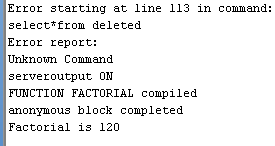 Error starting at line 113 in command:
select*from deleted
Error report:
Unknown Command
serveroutput ON
FUNCTION FACTORIAL compiled
anonymous block completed
Factorial is 120